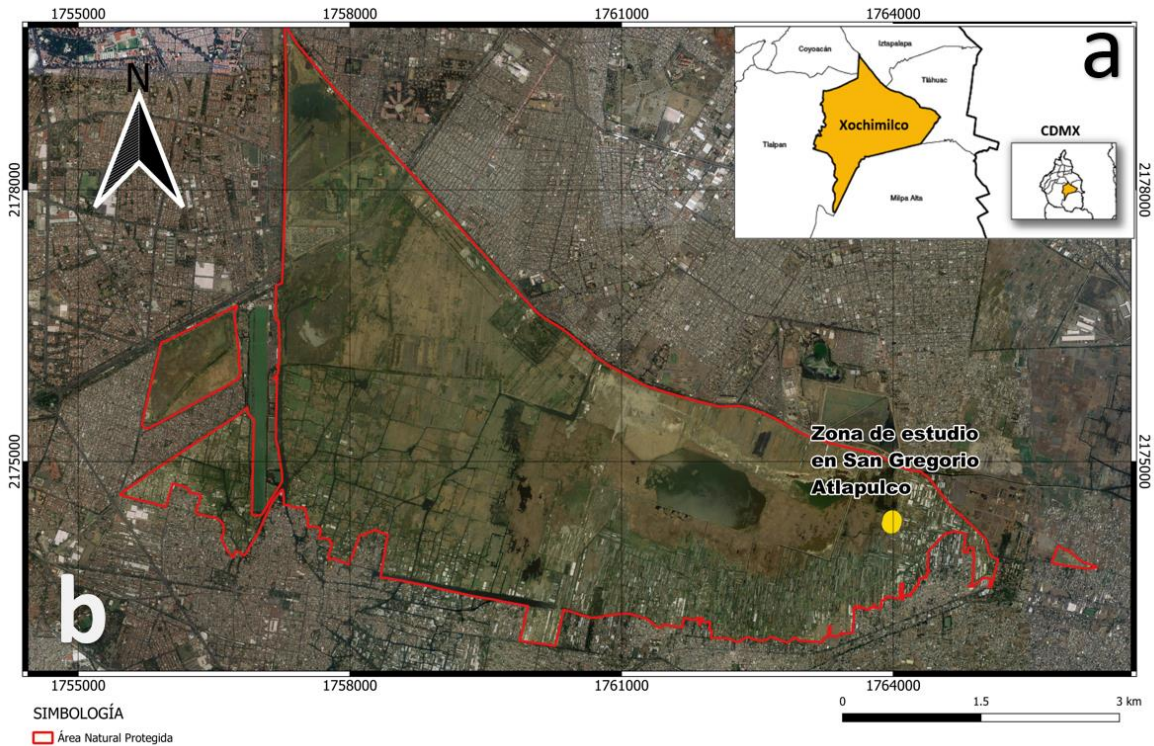 1755000
1758000
1761000
1764000
N
a
Coyoacán
Iztapalapa
Tláhuac
Xochimilco
Tlalpan
CDMX
Milpa Alta
2178000
2178000
Zona de estudio
en San Gregorio
Atlapulco
2175000
2175000
b
1755000
1758000
1761000
1764000
SIMBOLOGÍA
Área Natural Protegida
0 1.5 3 km